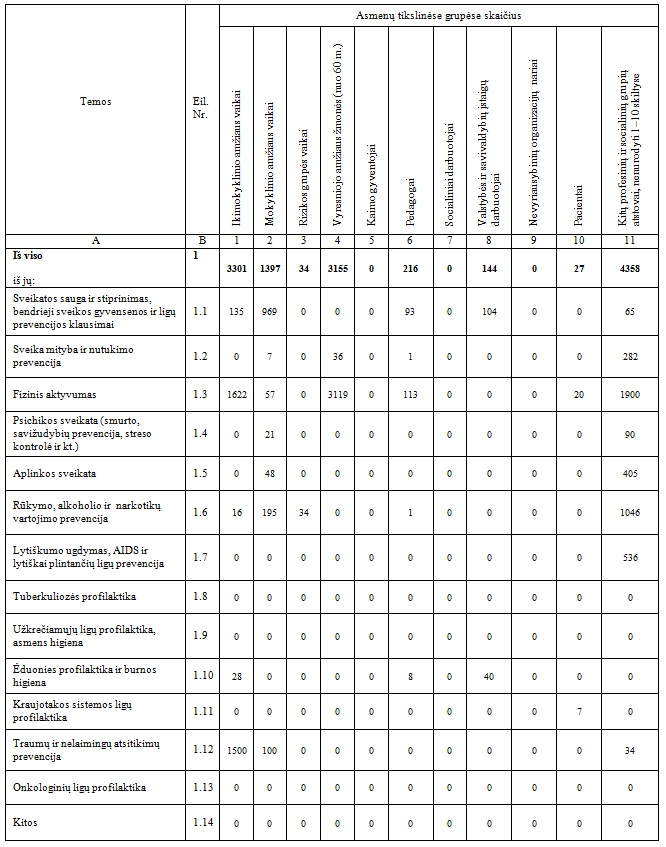 Temos
Eil.
Nr.
Asmenų tikslinėse grupėse skaičius
Ikimokyklinio amžiaus vaikai
Mokyklinio amžiaus vaikai
Rizikos grupės vaikai
Vyresniojo amžiaus žmonės (nuo 60 m.)
Kaimo gyventojai
Pedagogai
Socialiniai darbuotojai
Valstybės ir savivaldybių įstaigų
darbuotojai
Nevyriausybinių organizacijų nariai
Pacientai
Kitų profesinių ir socialinių grupių
atstovai, nenurodyti 1–10 skiltyse
A B 1 2 3 4 5 6 7 8 9 10 11
Iš viso 1
3301 1397 34 3155 0 216 0 144 0 27 4358
iš jų:
Sveikatos sauga ir stiprinimas,
bendrieji sveikos gyvensenos ir ligų
prevencijos klausimai
1.1 135 969 0 0 0 93 0 104 0 0 65
Sveika mityba ir nutukimo
prevencija
1.2 0 7 0 36 0 1 0 0 0 0 282
Fizinis aktyvumas 1.3 1622 57 0 3119 0 113 0 0 0 20 1900
Psichikos sveikata (smurto,
savižudybių prevencija, streso
kontrolė ir kt.)
1.4 0 21 0 0 0 0 0 0 0 0 90
Aplinkos sveikata 1.5 0 48 0 0 0 0 0 0 0 0 405
Rūkymo, alkoholio ir narkotikų
vartojimo prevencija
1.6 16 195 34 0 0 1 0 0 0 0 1046
Lytiškumo ugdymas, AIDS ir
lytiškai plintančių ligų prevencija
1.7 0 0 0 0 0 0 0 0 0 0 536
Tuberkuliozės profilaktika 1.8 0 0 0 0 0 0 0 0 0 0 0
Užkrečiamųjų ligų profilaktika,
asmens higiena
1.9 0 0 0 0 0 0 0 0 0 0 0
Ėduonies profilaktika ir burnos
higiena
1.10 28 0 0 0 0 8 0 40 0 0 0
Kraujotakos sistemos ligų
profilaktika
1.11 0 0 0 0 0 0 0 0 0 7 0
Traumų ir nelaimingų atsitikimų
prevencija
1.12 1500 100 0 0 0 0 0 0 0 0 34
Onkologinių ligų profilaktika 1.13 0 0 0 0 0 0 0 0 0 0 0
Kitos 1.14 0 0 0 0 0 0 0 0 0 0 0